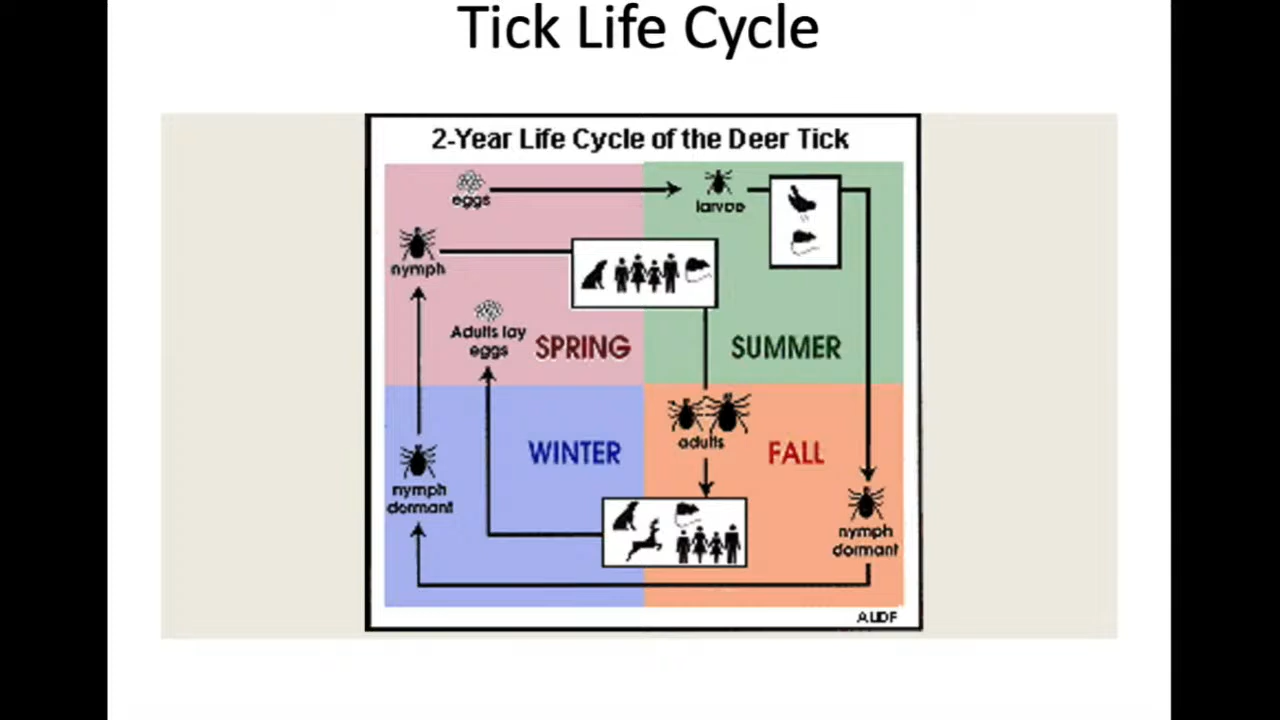 Tick Life Cycle
2-Year Life Cycle of the Deer Tick
eggs
larvae
nymph
Adults lay
eggs
SPRING
SUMMER
WINTER
adults
FALL
nymph
dormant
nymph
dormant
ALDF